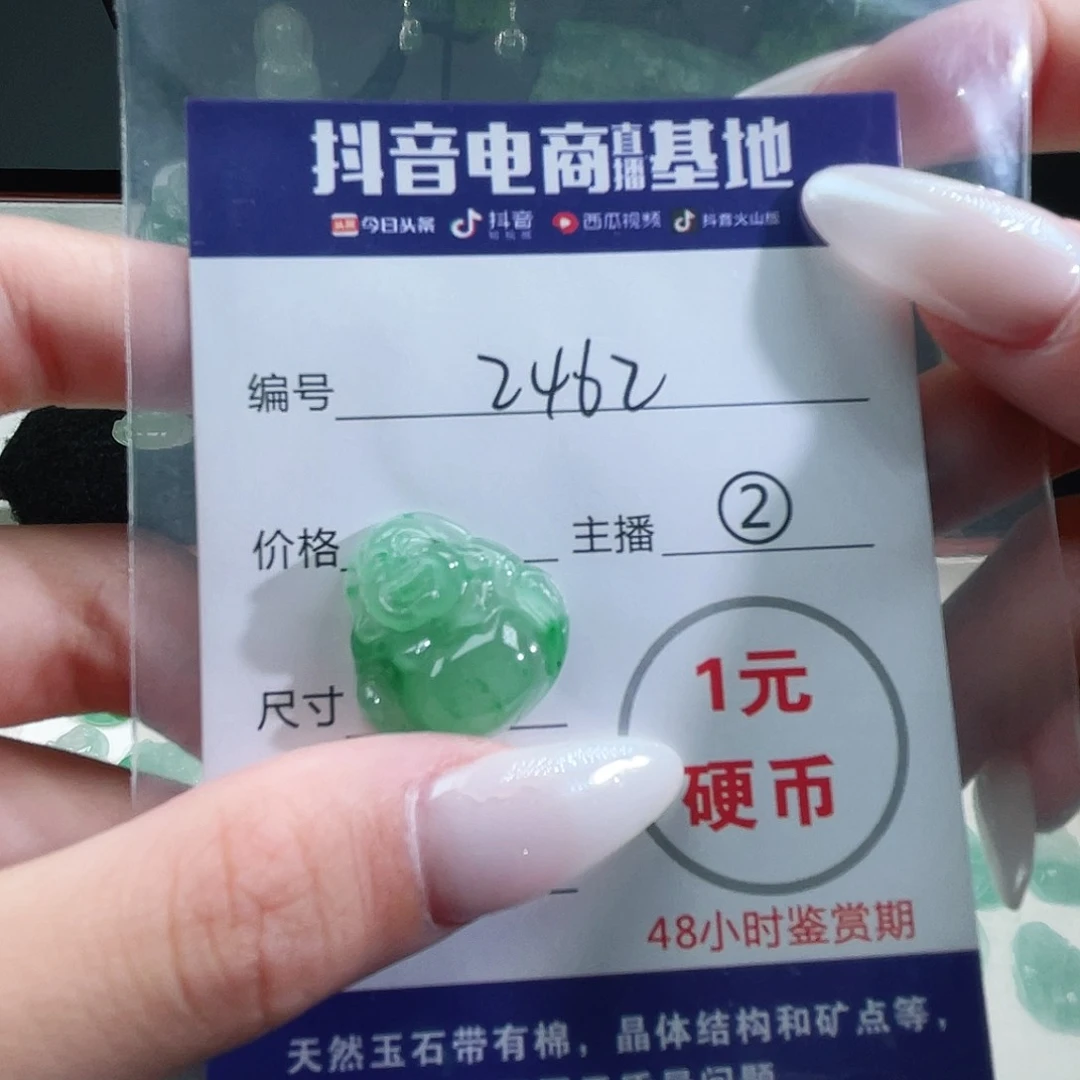 抖音电商直播基地
头条 今日头条 抖音 西瓜视频 抖音火山版
编号 2462
价格 主播 ②
尺寸
1元
硬币
48小时鉴赏期
天然玉石带有棉，晶体结构和矿点等，